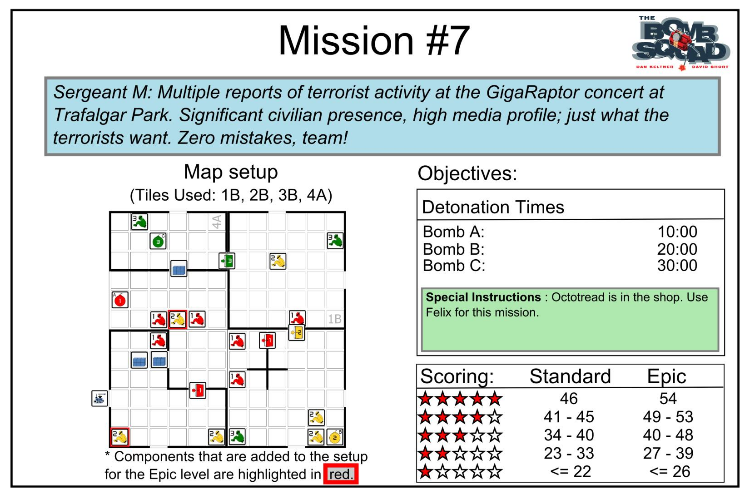 Mission #7
THE
BOMB
SQUAD
DAN KELTNER DAVID SHORT
Sergeant M: Multiple reports of terrorist activity at the GigaRaptor concert at
Trafalgar Park. Significant civilian presence, high media profile; just what the
terrorists want. Zero mistakes, team!
Map setup
(Tiles Used: 1B, 2B, 3B, 4A)
4A
1B
* Components that are added to the setup
for the Epic level are highlighted in red.
Objectives:
Detonation Times
Bomb A: 10:00
Bomb B: 20:00
Bomb C: 30:00
Special Instructions : Octotread is in the shop. Use
Felix for this mission.
Scoring: Standard Epic
46 54
41 - 45 49 - 53
34 - 40 40 - 48
23 - 33 27 - 39
<= 22 <= 26